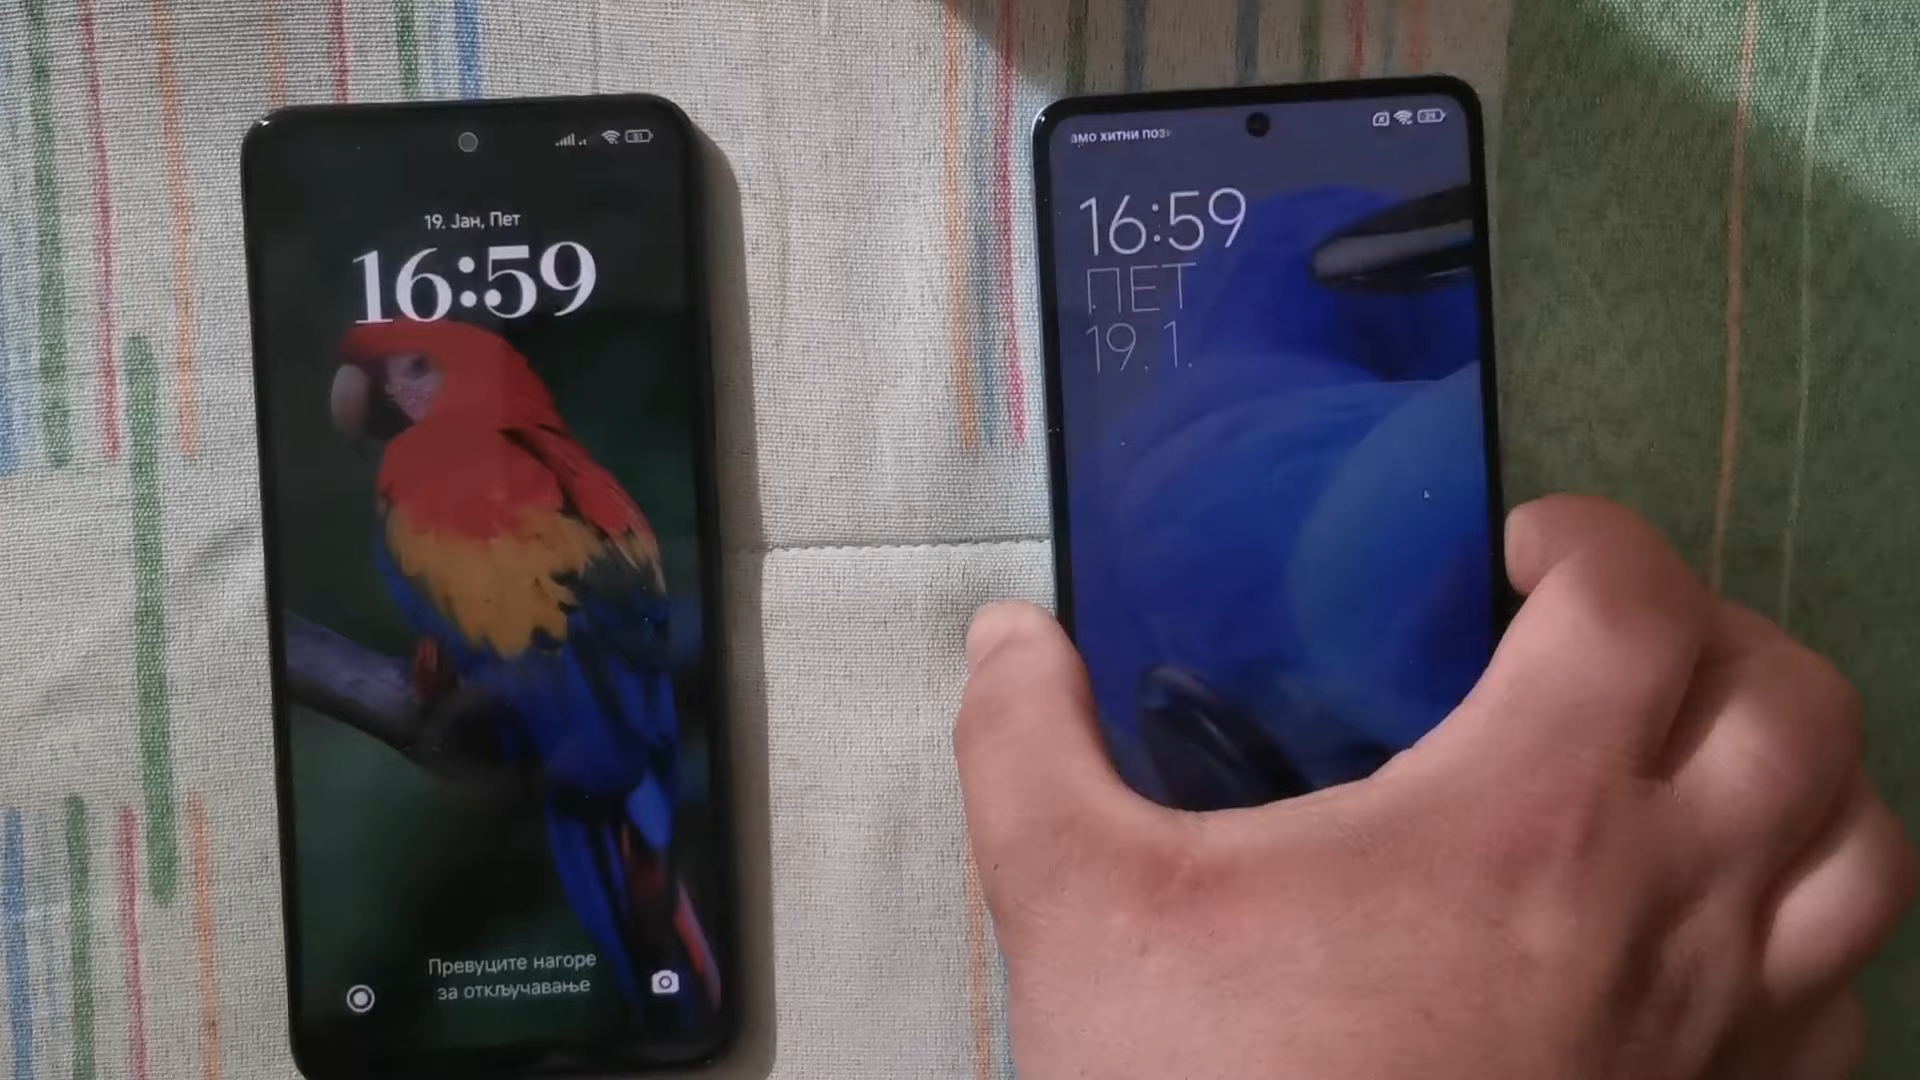 19. Јан, Пет
16:59
Превуците нагоре
за откључавање
амо хитни пози
16:59
ПЕТ
19. 1.